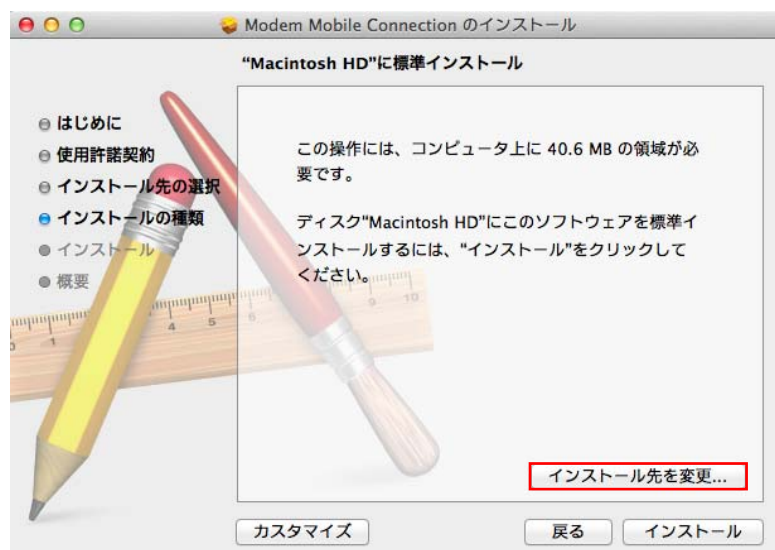 Modem Mobile Connection のインストール
“Macintosh HD”に標準インストール
はじめに
使用許諾契約
インストール先の選択
インストールの種類
インストール
概要
この操作には、コンピュータ上に 40.6 MB の領域が必
要です。
ディスク“Macintosh HD”にこのソフトウェアを標準イ
ンストールするには、“インストール”をクリックして
ください。
1 4 5 6 9 10
インストール先を変更...
カスタマイズ 戻る インストール